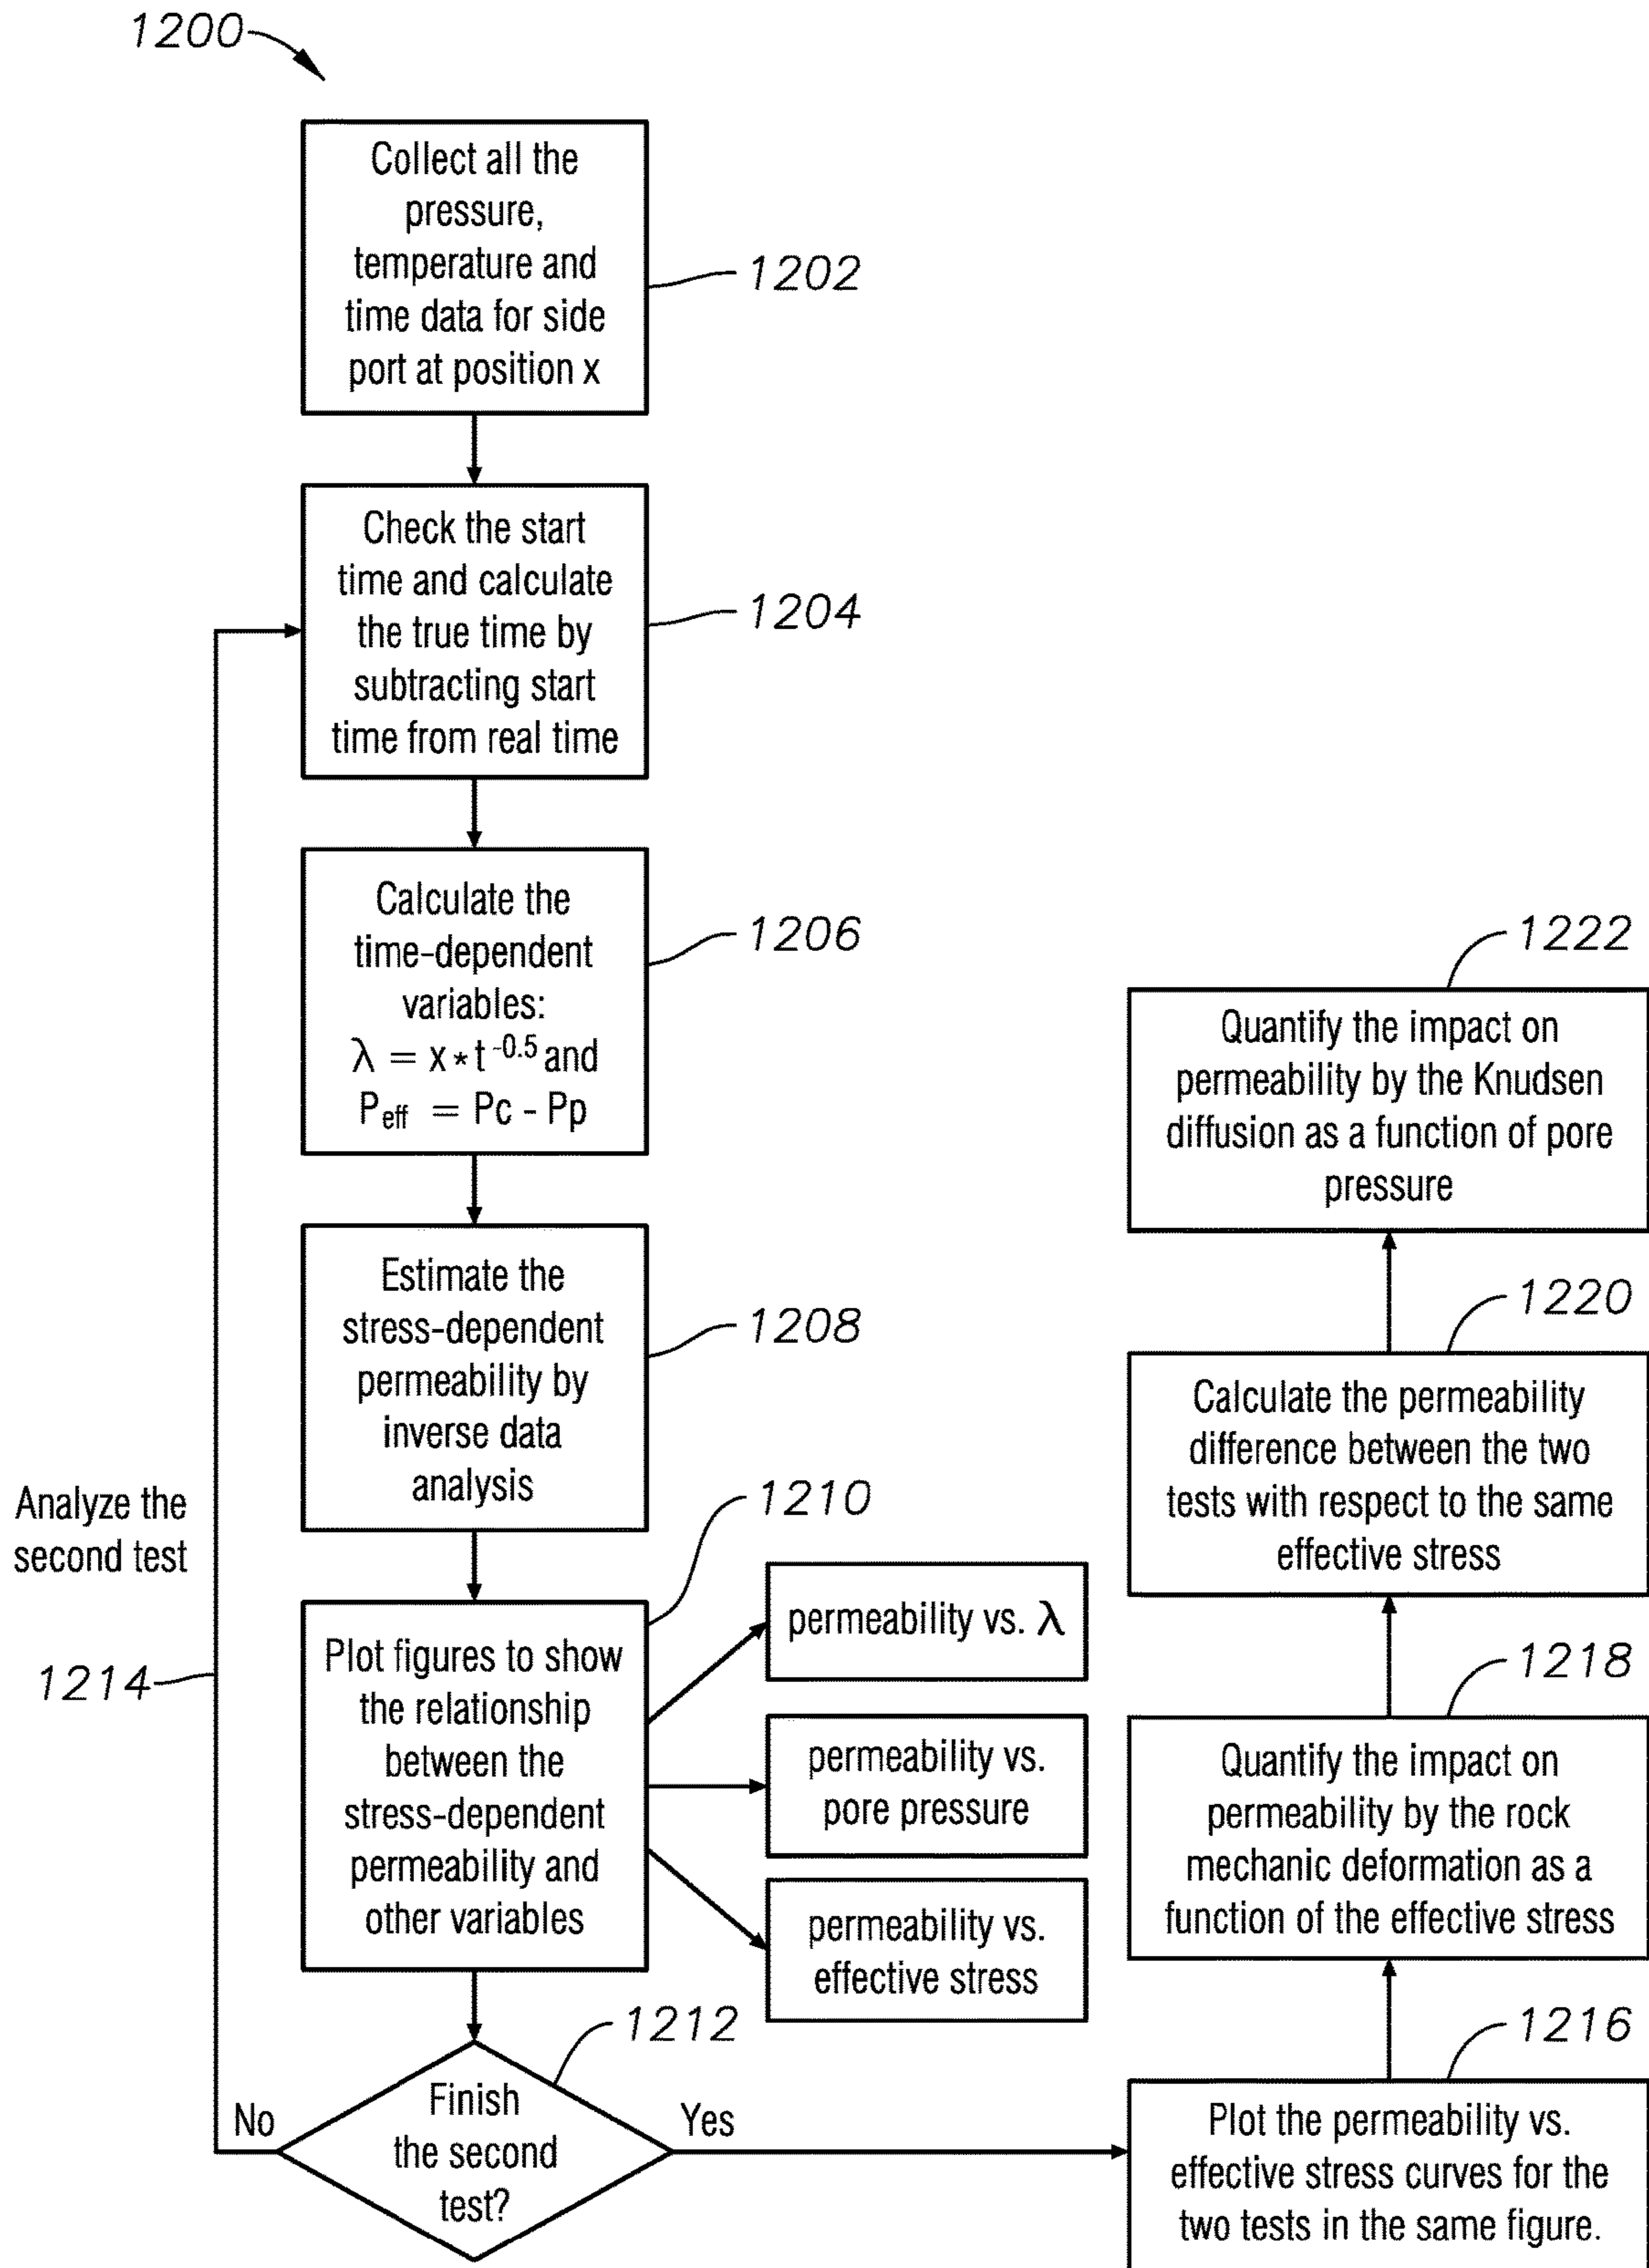 1200
Collect all the
pressure,
temperature and
time data for side
port at position x
1202
Check the start
time and calculate
the true time by
subtracting start
time from real time
1204
Calculate the
time-dependent
variables:
λ = x * t^-0.5 and
P_eff = Pc - Pp
1206
Estimate the
stress-dependent
permeability by
inverse data
analysis
1208
Plot figures to show
the relationship
between the
stress-dependent
permeability and
other variables
1210
permeability vs. λ
permeability vs.
pore pressure
permeability vs.
effective stress
Finish
the second
test?
1212
No
Yes
Analyze the
second test
1214
Plot the permeability vs.
effective stress curves for the
two tests in the same figure.
1216
Quantify the impact on
permeability by the rock
mechanic deformation as a
function of the effective stress
1218
Calculate the permeability
difference between the two
tests with respect to the same
effective stress
1220
Quantify the impact on
permeability by the Knudsen
diffusion as a function of pore
pressure
1222